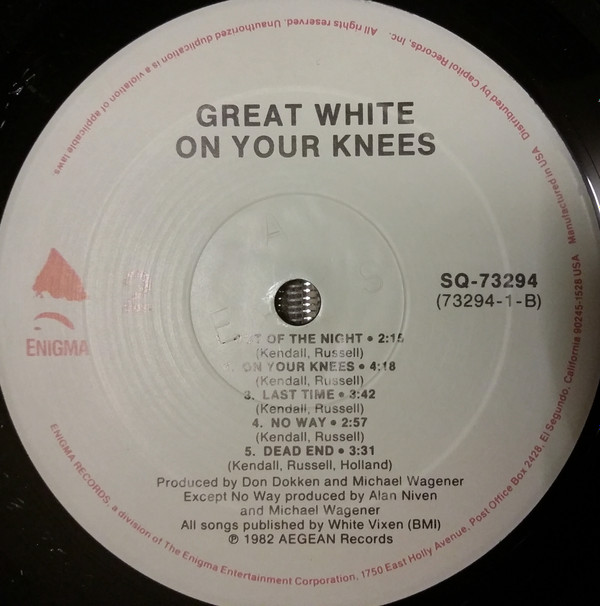 GREAT WHITE
ON YOUR KNEES
SQ-73294
(73294-1-B)
ENIGMA
OF THE NIGHT • 2:15
(Kendall, Russell)
ON YOUR KNEES • 4:18
(Kendall, Russell)
3. LAST TIME • 3:42
(Kendall, Russell)
4. NO WAY • 2:57
(Kendall, Russell)
5. DEAD END • 3:31
(Kendall, Russell, Holland)
Produced by Don Dokken and Michael Wagener
Except No Way produced by Alan Niven
and Michael Wagener
All songs published by White Vixen (BMI)
℗ 1982 AEGEAN Records
ENIGMA RECORDS, a division of The Enigma Entertainment Corporation, 1750 East Holly Avenue, Post Office Box 2428, El Segundo, California 90245-1528 USA Manufactured in USA Distributed by Capitol Records, Inc. All rights reserved. Unauthorized duplication is a violation of applicable laws.